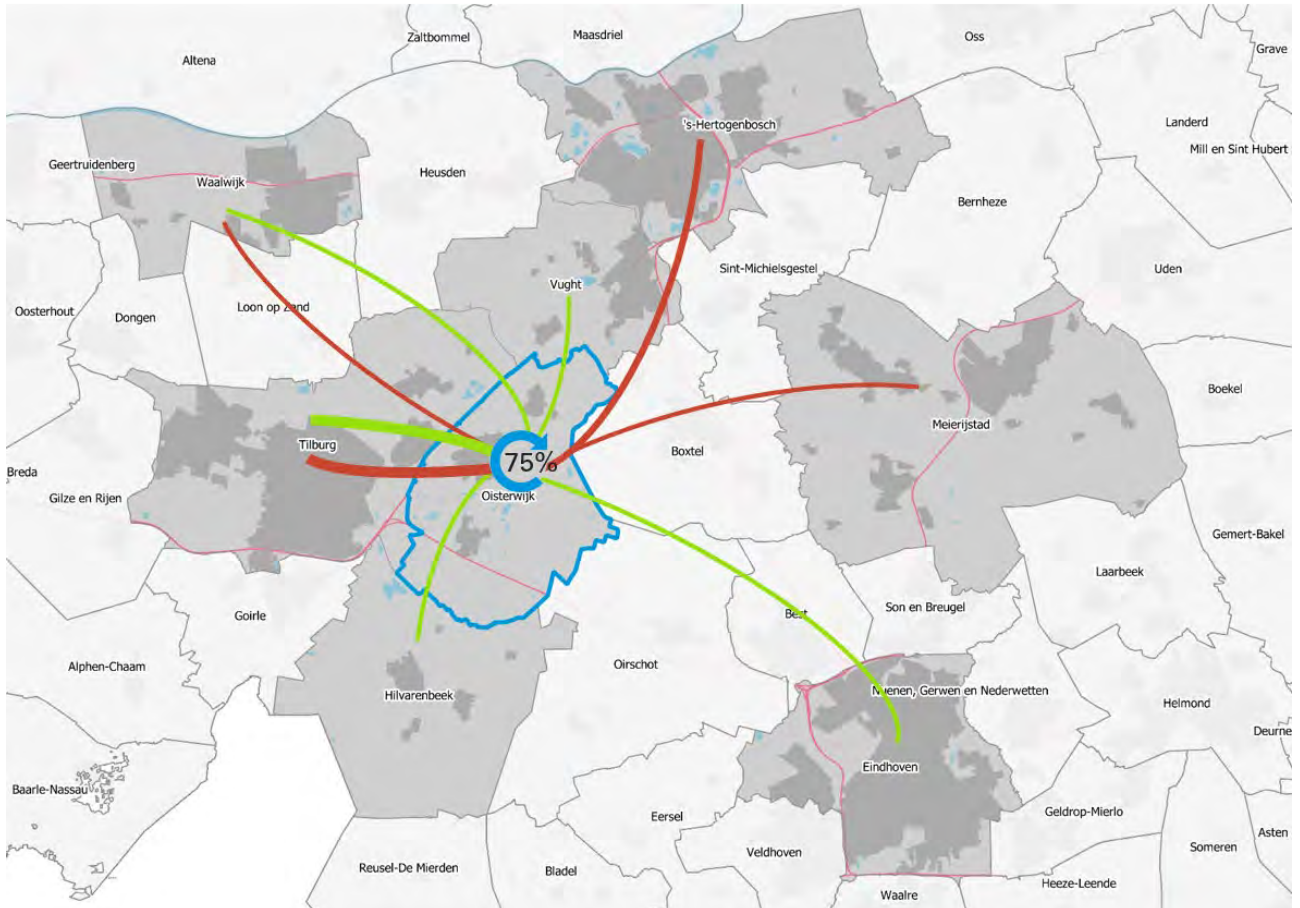 Zaltbommel
Maasdriel
Oss
Grave
Altena
's-Hertogenbosch
Landerd
Mill en Sint Hubert
Geertruidenberg
Waalwijk
Heusden
Bernheze
Sint-Michielsgestel
Uden
Vught
Oosterhout
Dongen
Loon op Zand
Boekel
Meierijstad
Tilburg
Boxtel
75%
Breda
Gilze en Rijen
Oisterwijk
Gemert-Bakel
Laarbeek
Goirle
Best
Son en Breugel
Alphen-Chaam
Oirschot
Hilvarenbeek
Nuenen, Gerwen en Nederwetten
Helmond
Deurne
Eindhoven
Baarle-Nassau
Geldrop-Mierlo
Eersel
Asten
Veldhoven
Someren
Reusel-De Mierden
Bladel
Heeze-Leende
Waalre